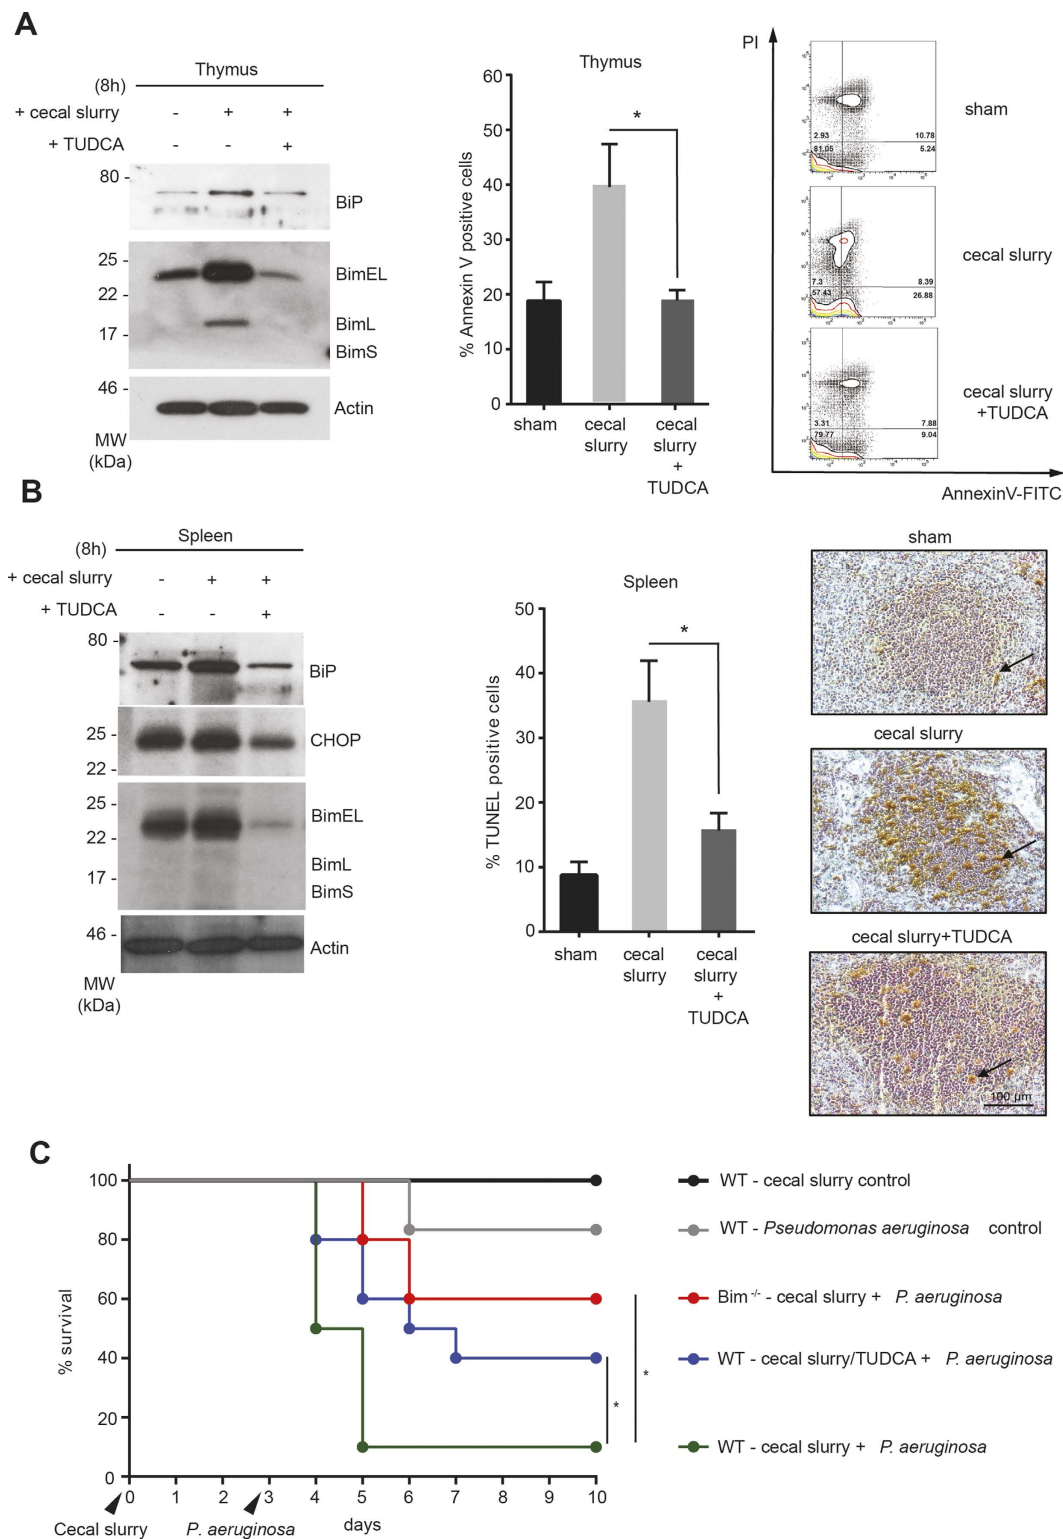 A
Thymus
(8h)
+ cecal slurry - + +
+ TUDCA - - +
80 -
BiP
25 -
BimEL
22 -
BimL
17 -
BimS
46 -
Actin
MW
(kDa)
Thymus
% Annexin V positive cells
60
50
40
30
20
10
0
*
sham
cecal
slurry
cecal
slurry
+
TUDCA
PI
2.93 10.78
81.05 5.24
sham
7.3 8.39
57.43 26.88
cecal slurry
3.31 7.88
79.77 9.04
cecal slurry
+TUDCA
AnnexinV-FITC
B
Spleen
(8h)
+ cecal slurry - + +
+ TUDCA - - +
80 -
BiP
25 -
CHOP
22 -
25 -
BimEL
22 -
BimL
17 -
BimS
46 -
Actin
MW
(kDa)
Spleen
% TUNEL positive cells
50
40
30
20
10
0
*
sham
cecal
slurry
cecal
slurry
+
TUDCA
sham
cecal slurry
cecal slurry+TUDCA
100 µm
C
% survival
100
80
60
40
20
0
0 1 2 3 4 5 6 7 8 9 10
days
Cecal slurry
P. aeruginosa
*
*
WT - cecal slurry control
WT - Pseudomonas aeruginosa control
Bim -/- - cecal slurry + P. aeruginosa
WT - cecal slurry/TUDCA + P. aeruginosa
WT - cecal slurry + P. aeruginosa